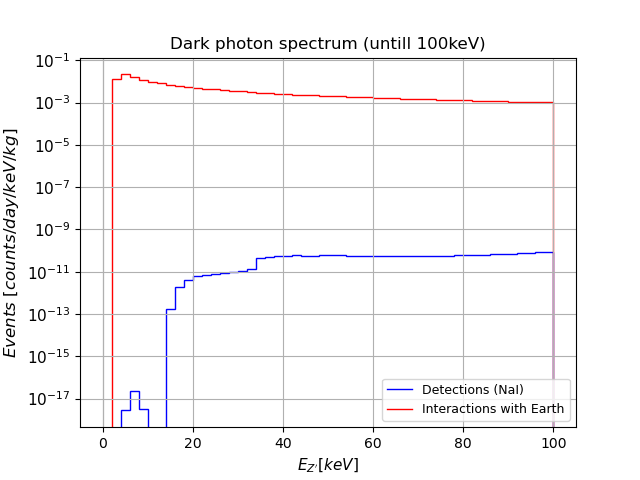 Dark photon spectrum (untill 100keV)
10⁻¹
10⁻³
10⁻⁵
10⁻⁷
10⁻⁹
10⁻¹¹
10⁻¹³
10⁻¹⁵
10⁻¹⁷
Events [counts/day/keV/kg]
Detections (NaI)
Interactions with Earth
0 20 40 60 80 100
E_Z' [keV]